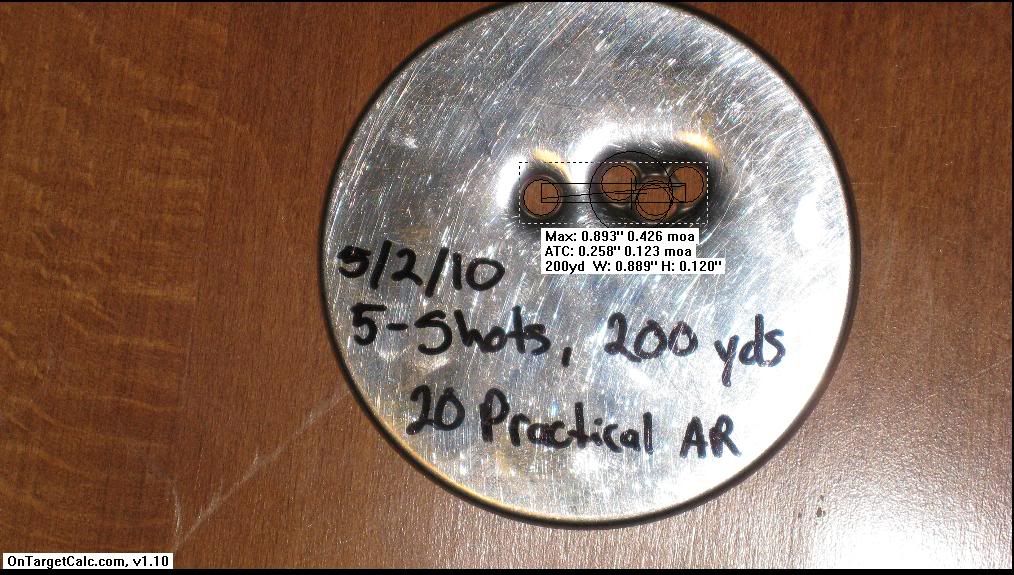 Max: 0.893" 0.426 moa
ATC: 0.258" 0.123 moa
200yd W: 0.889" H: 0.120"
5/2/10
5-Shots, 200 yds
20 Practical AR
OnTargetCalc.com, v1.10